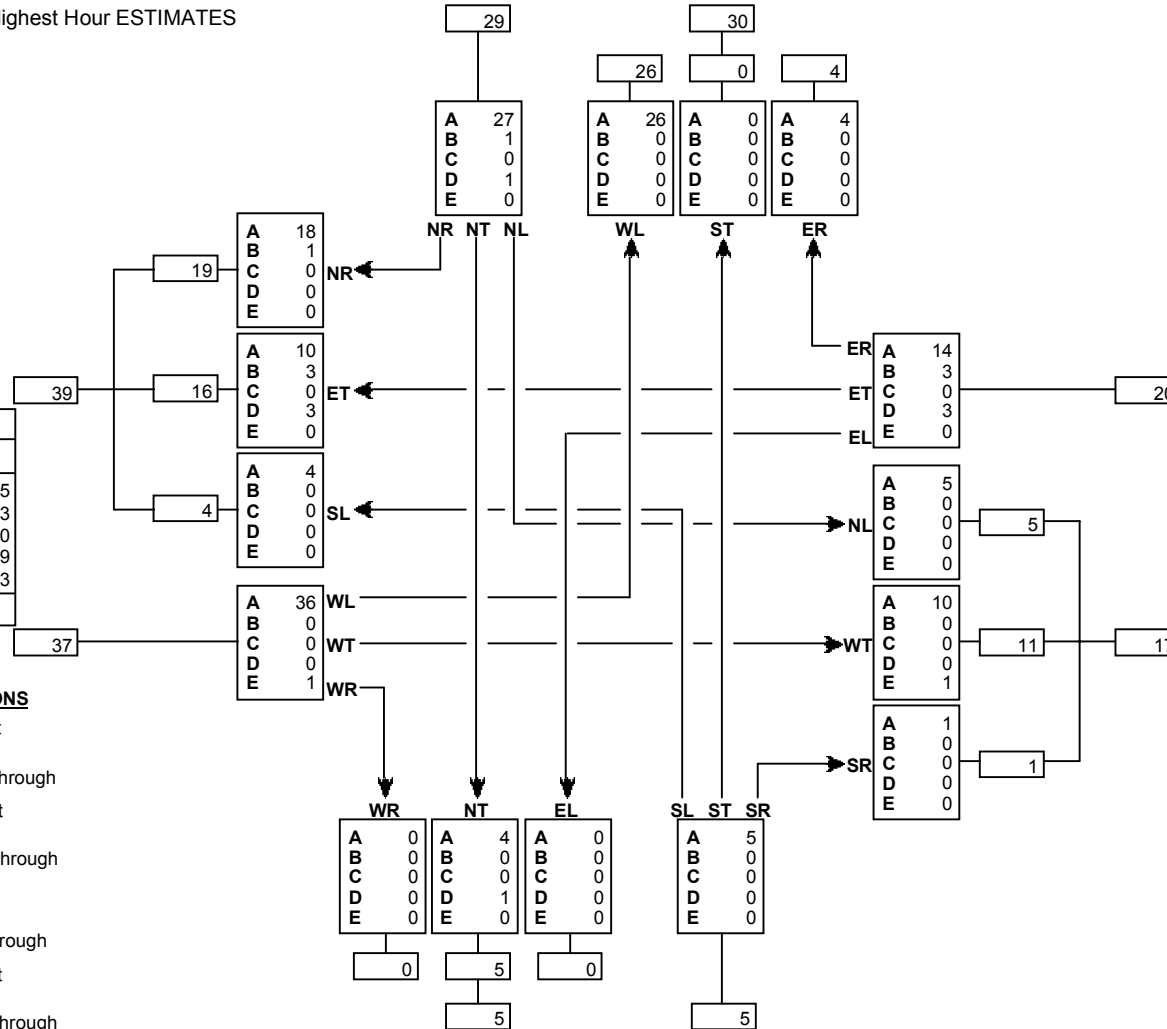 ighest Hour ESTIMATES
29
30
26
0
4
A 27
B 1
C 0
D 1
E 0
A 26
B 0
C 0
D 0
E 0
A 0
B 0
C 0
D 0
E 0
A 4
B 0
C 0
D 0
E 0
NR NT NL
WL
ST
ER
A 18
B 1
C 0
D 0
E 0
19
NR
A 10
B 3
C 0
D 3
E 0
39
16
ET
A 4
B 0
C 0
D 0
E 0
4
SL
ER
ET
EL
A 14
B 3
C 0
D 3
E 0
20
5
3
0
9
3
A 5
B 0
C 0
D 0
E 0
NL
5
A 36
B 0
C 0
D 0
E 1
37
WL
WT
WR
WT
A 10
B 0
C 0
D 0
E 1
11
17
SR
A 1
B 0
C 0
D 0
E 0
1
ONS
t
hrough
t
hrough
rough
t
hrough
WR
NT
EL
SL ST SR
A 0
B 0
C 0
D 0
E 0
A 4
B 0
C 0
D 1
E 0
A 0
B 0
C 0
D 0
E 0
A 5
B 0
C 0
D 0
E 0
0
5
0
5
5